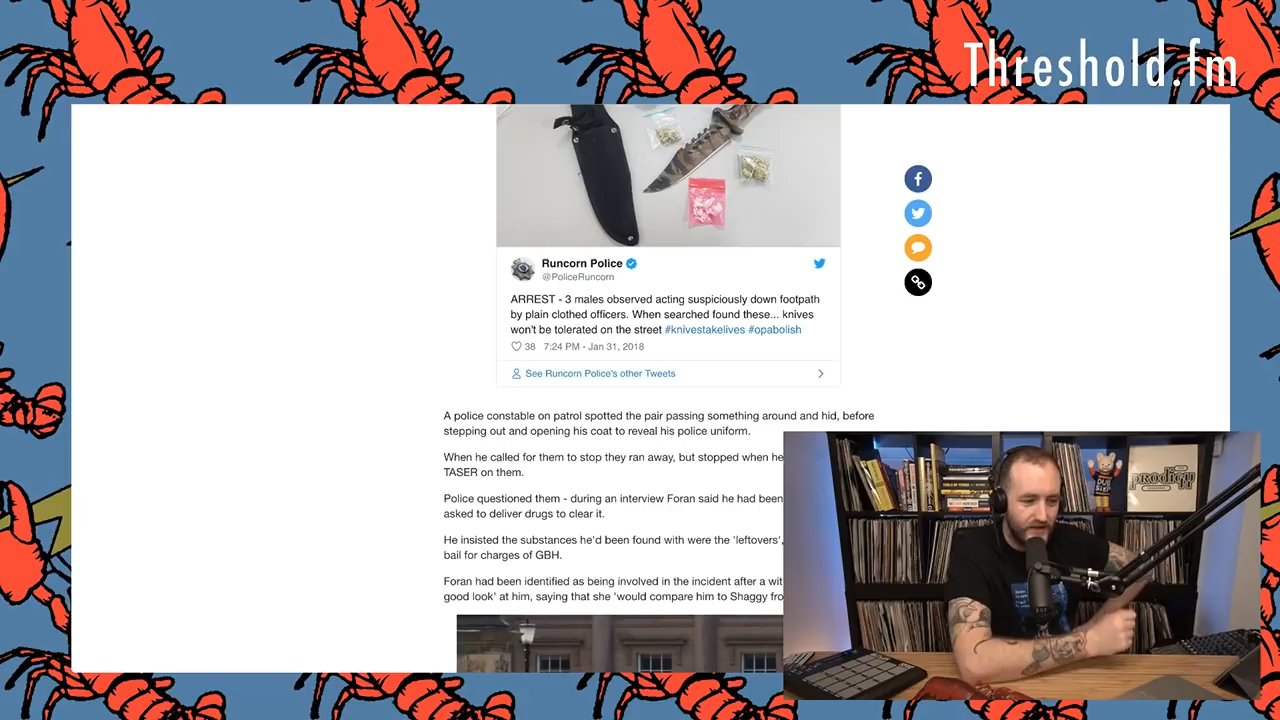 Threshold.fm
Runcorn Police
@PoliceRuncorn
ARREST - 3 males observed acting suspiciously down footpath
by plain clothed officers. When searched found these... knives
won't be tolerated on the street #knivestakelives #opabolish
38 7:24 PM - Jan 31, 2018
See Runcorn Police's other Tweets
A police constable on patrol spotted the pair passing something around and hid, before
stepping out and opening his coat to reveal his police uniform.
When he called for them to stop they ran away, but stopped when he
TASER on them.
Police questioned them - during an interview Foran said he had been
asked to deliver drugs to clear it.
He insisted the substances he'd been found with were the 'leftovers',
bail for charges of GBH.
Foran had been identified as being involved in the incident after a wit
good look' at him, saying that she 'would compare him to Shaggy fro
DUB
STEP
prodigy